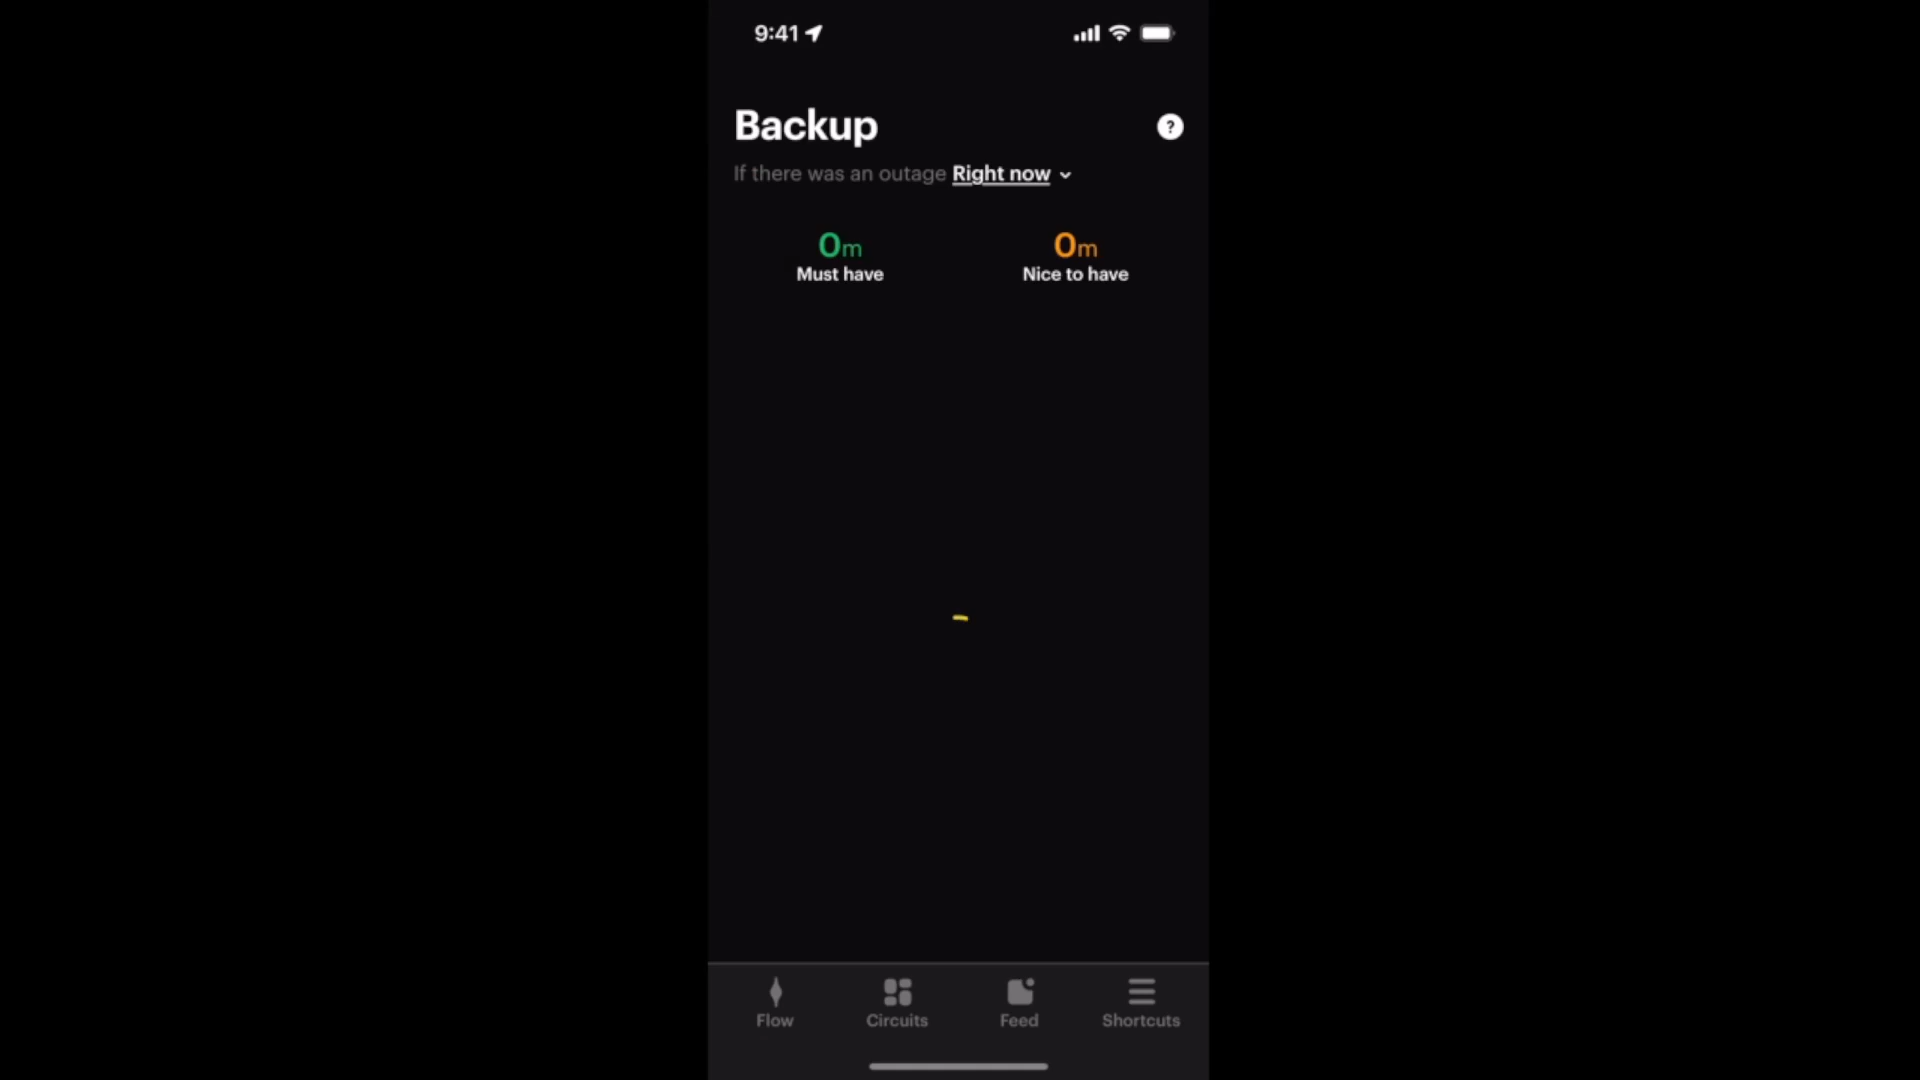 9:41
Backup
?
If there was an outage Right now
0m
Must have
0m
Nice to have
Flow
Circuits
Feed
Shortcuts